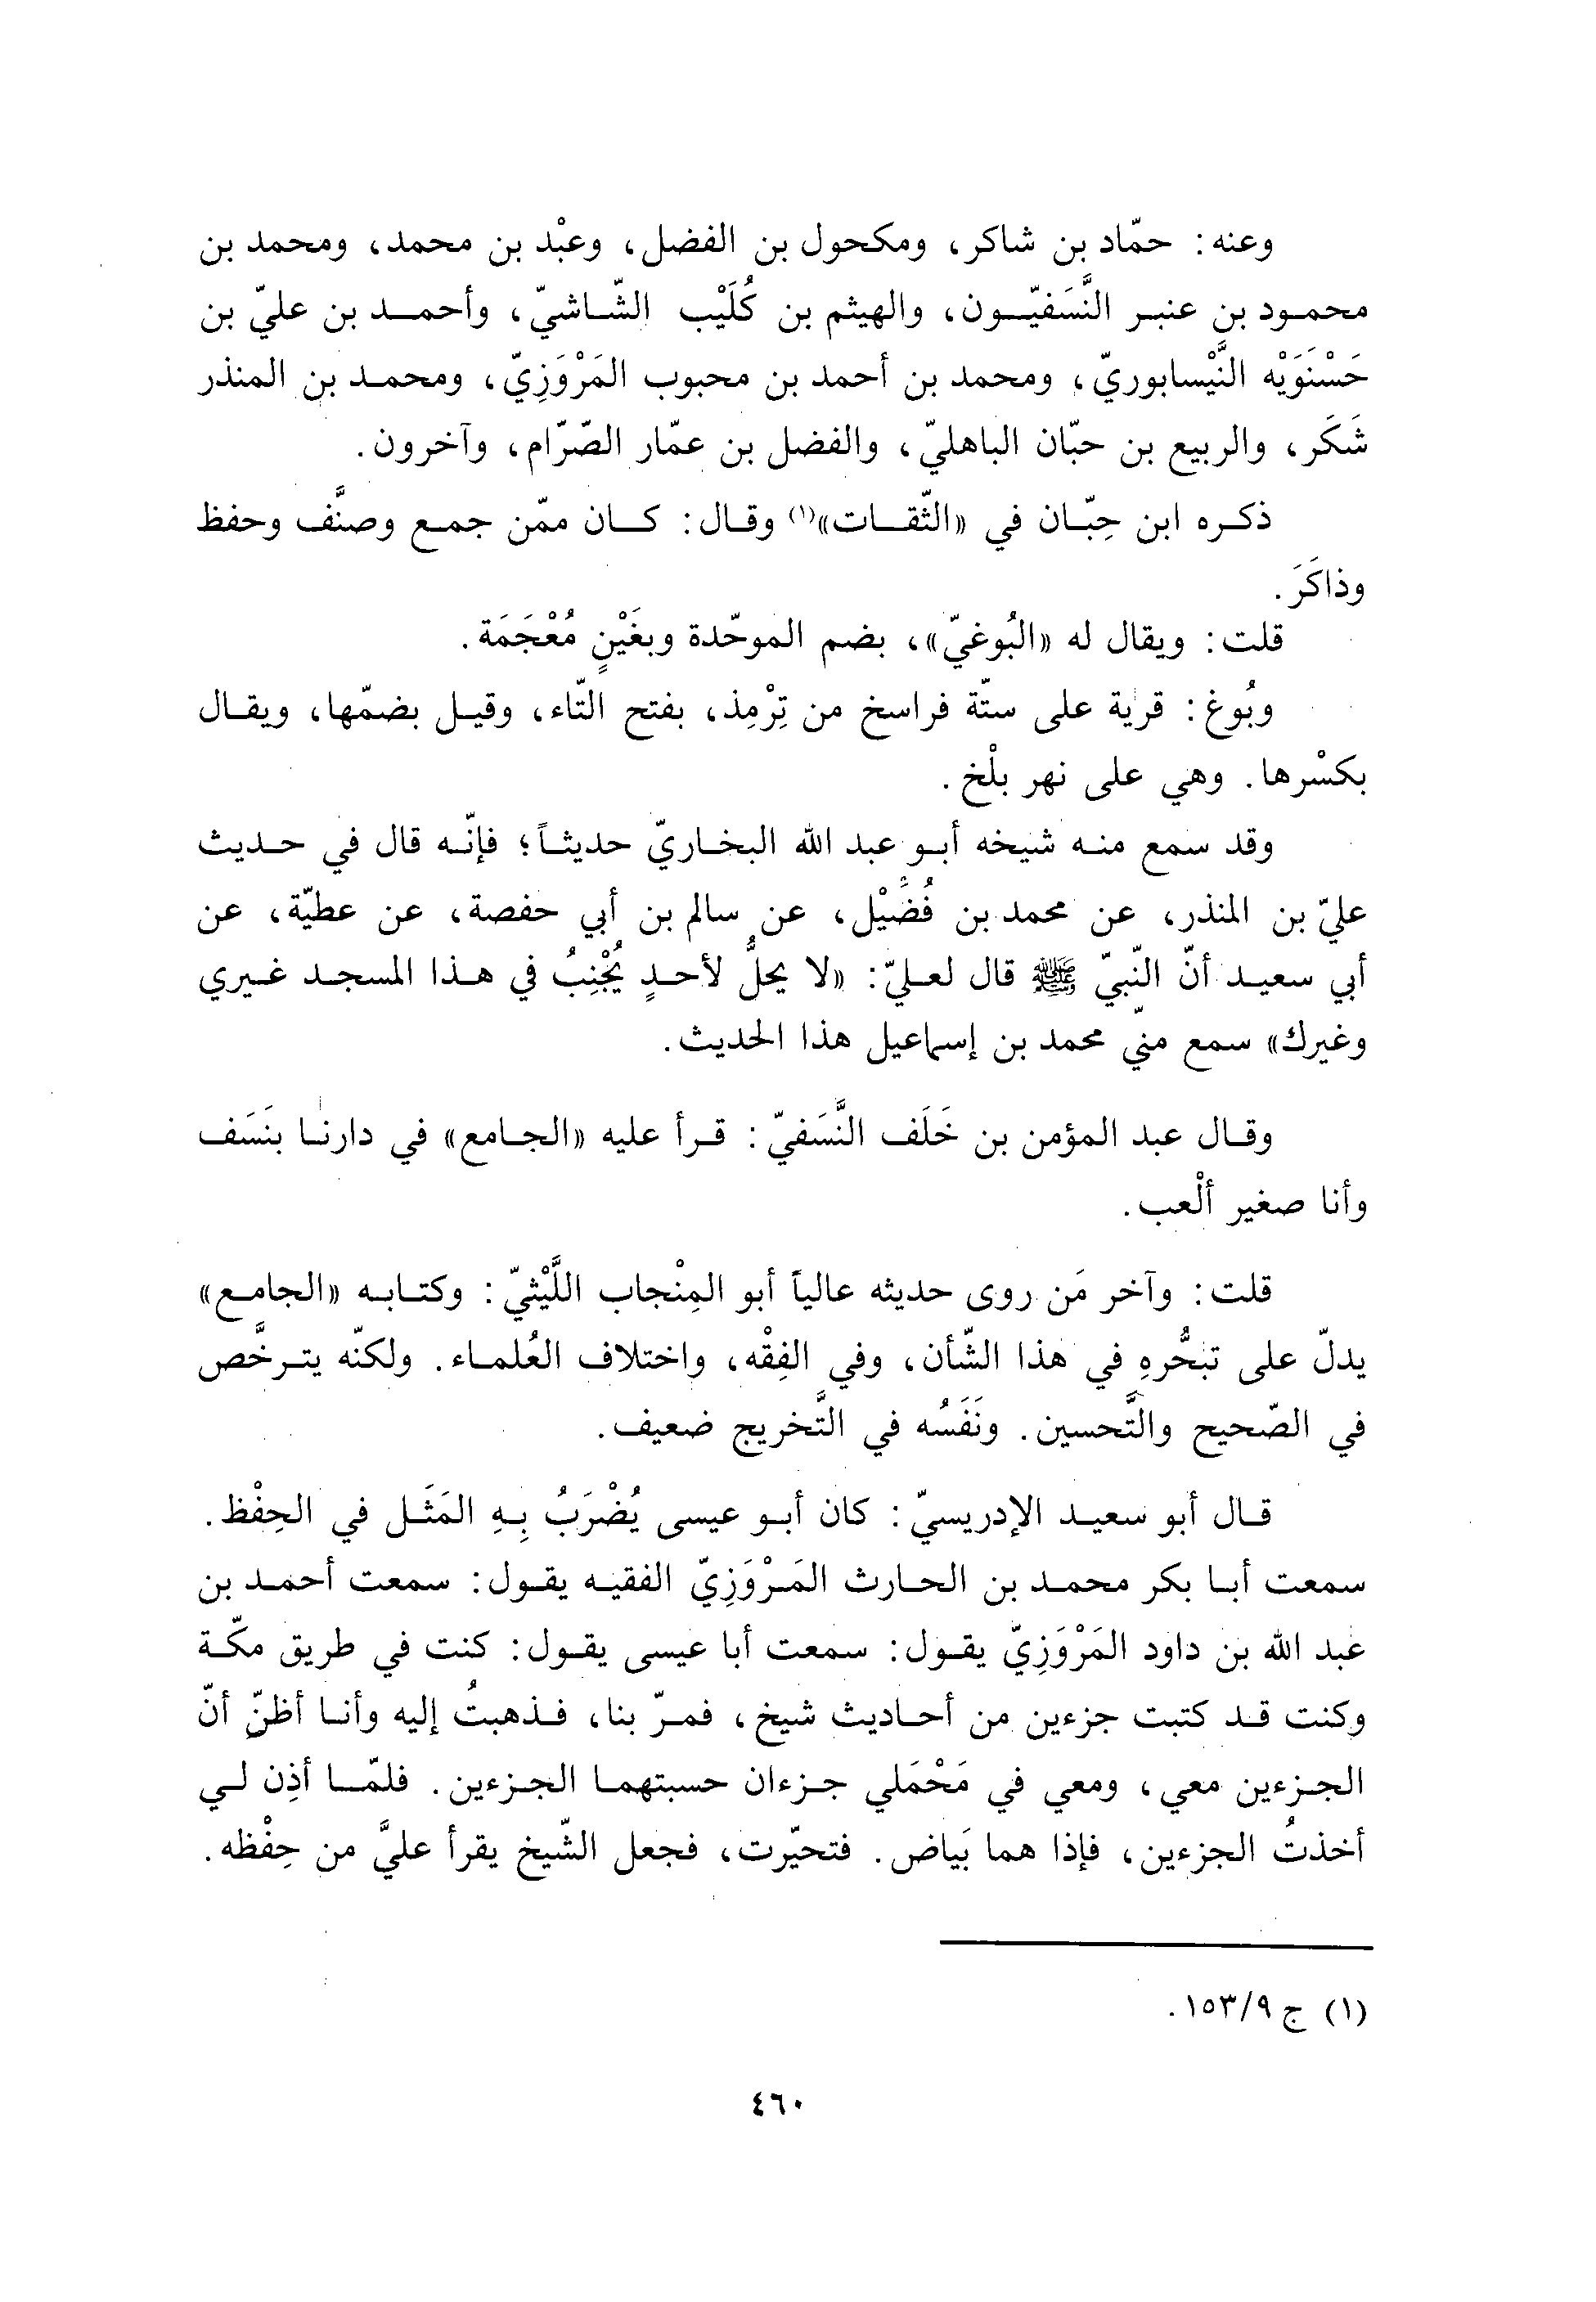 وعنه: حمّاد بن شاكر، ومكحول بن الفضل، وعبْد بن محمد، ومحمد بن
محمود بن عنبر النَّسَفيّون، والهيثم بن كُلَيْب الشّاشيّ، وأحمد بن عليّ بن
حَسْنَوَيْه النَّيْسابوريّ، ومحمد بن أحمد بن محبوب المَرْوَزِيّ، ومحمد بن المنذر
شَكَر، والربيع بن حبّان الباهليّ، والفضل بن عمّار الصّرّام، وآخرون.
ذكره ابن حِبّان في «الثّقات»(١) وقال: كان ممّن جمع وصنَّف وحفظ
وذاكَرَ.
قلت: ويقال له «البُوغيّ»، بضم الموحّدة وبغَيْنٍ مُعْجَمَة.
وبُوغ: قرية على ستّة فراسخ من تِرْمِذ، بفتح التّاء، وقيل بضمّها، ويقال
بكسْرها. وهي على نهر بلْخ.
وقد سمع منه شيخه أبو عبد الله البخاريّ حديثاً؛ فإنّه قال في حديث
عليّ بن المنذر، عن محمد بن فُضَيْل، عن سالم بن أبي حفصة، عن عطيّة، عن
أبي سعيد أنّ النّبيّ ﷺ قال لعليّ: «لا يحلُّ لأحدٍ يُجْنِبُ في هذا المسجد غيري
وغيرك» سمع منّي محمد بن إسماعيل هذا الحديث.
وقال عبد المؤمن بن خَلَف النَّسَفيّ: قرأ عليه «الجامع» في دارنا بنَسَف
وأنا صغير ألْعب.
قلت: وآخر مَن روى حديثه عالياً أبو المِنْجاب اللَّيْثيّ: وكتابه «الجامع»
يدلّ على تبحُّرهِ في هذا الشّأن، وفي الفِقْه، واختلاف العُلماء. ولكنّه يترخَّص
في الصّحيح والتَّحسين. ونَفَسُه في التَّخريج ضعيف.
قال أبو سعيد الإدريسيّ: كان أبو عيسى يُضْرَبُ بِهِ المَثَل في الحِفْظ.
سمعت أبا بكر محمد بن الحارث المَرْوَزِيّ الفقيه يقول: سمعت أحمد بن
عبد الله بن داود المَرْوَزِيّ يقول: سمعت أبا عيسى يقول: كنت في طريق مكّة
وكنت قد كتبت جزءين من أحاديث شيخ، فمرّ بنا، فذهبتُ إليه وأنا أظنّ أنّ
الجزءين معي، ومعي في مَحْمَلي جزءان حسبتهما الجزءين. فلمّا أذِن لي
أخذتُ الجزءين، فإذا هما بَياض. فتحيّرت، فجعل الشّيخ يقرأ عليَّ من حِفْظه.
(١) ج ١٥٣/٩.
٤٦٠